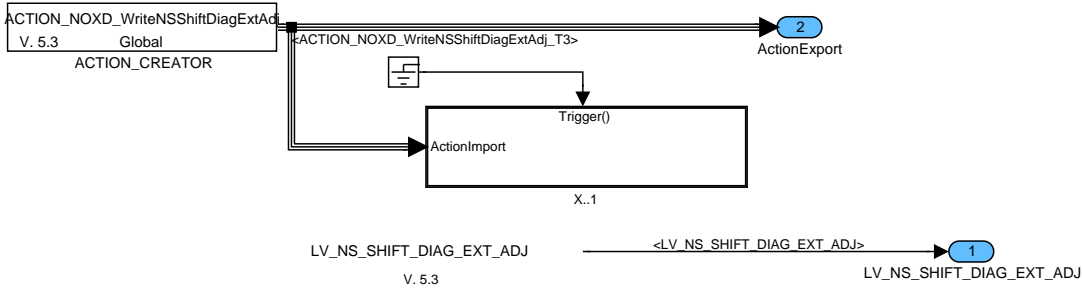 ACTION_NOXD_WriteNSShiftDiagExtAdj
V. 5.3 Global
ACTION_CREATOR
<ACTION_NOXD_WriteNSShiftDiagExtAdj_T3>
2
ActionExport
Trigger()
ActionImport
X..1
LV_NS_SHIFT_DIAG_EXT_ADJ
V. 5.3
<LV_NS_SHIFT_DIAG_EXT_ADJ>
1
LV_NS_SHIFT_DIAG_EXT_ADJ